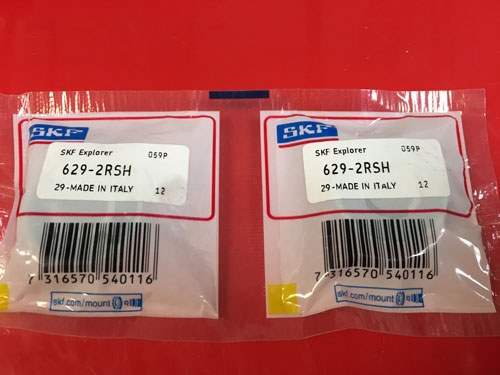 SKF
SKF Explorer 059P
629-2RSH
29-MADE IN ITALY 12
7 316570 540116
skf.com/mount
SKF
SKF Explorer 059P
629-2RSH
29-MADE IN ITALY 12
7 316570 540116
skf.com/mount